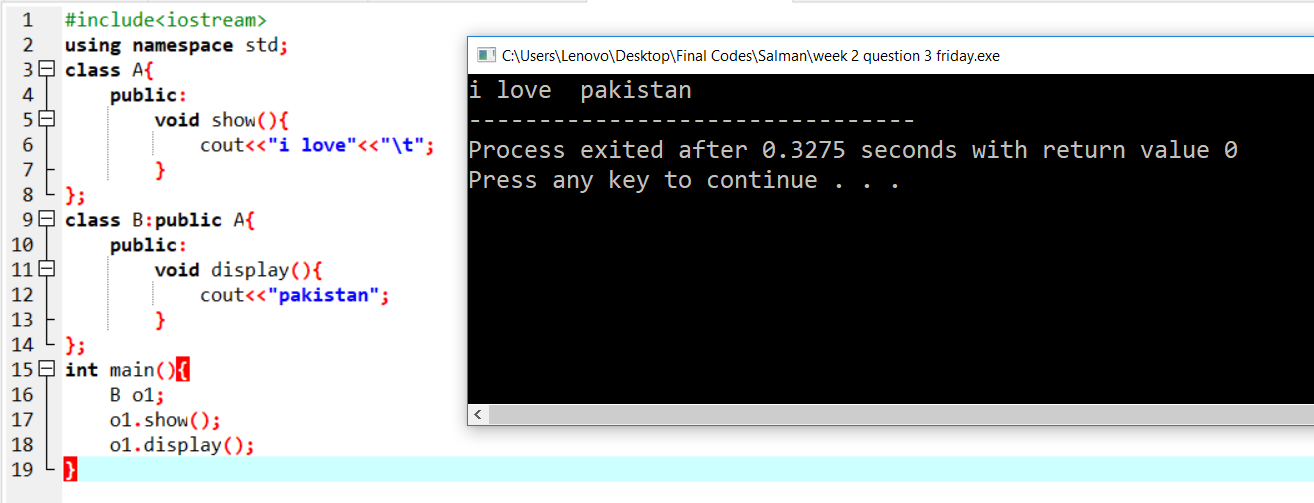 1 #include<iostream>
2 using namespace std;
3 class A{
4 public:
5 void show(){
6 cout<<"i love"<<"\t";
7 }
8 };
9 class B:public A{
10 public:
11 void display(){
12 cout<<"pakistan";
13 }
14 };
15 int main(){
16 B o1;
17 o1.show();
18 o1.display();
19 }
C:\Users\Lenovo\Desktop\Final Codes\Salman\week 2 question 3 friday.exe
i love  pakistan
--------------------------------
Process exited after 0.3275 seconds with return value 0
Press any key to continue . . .